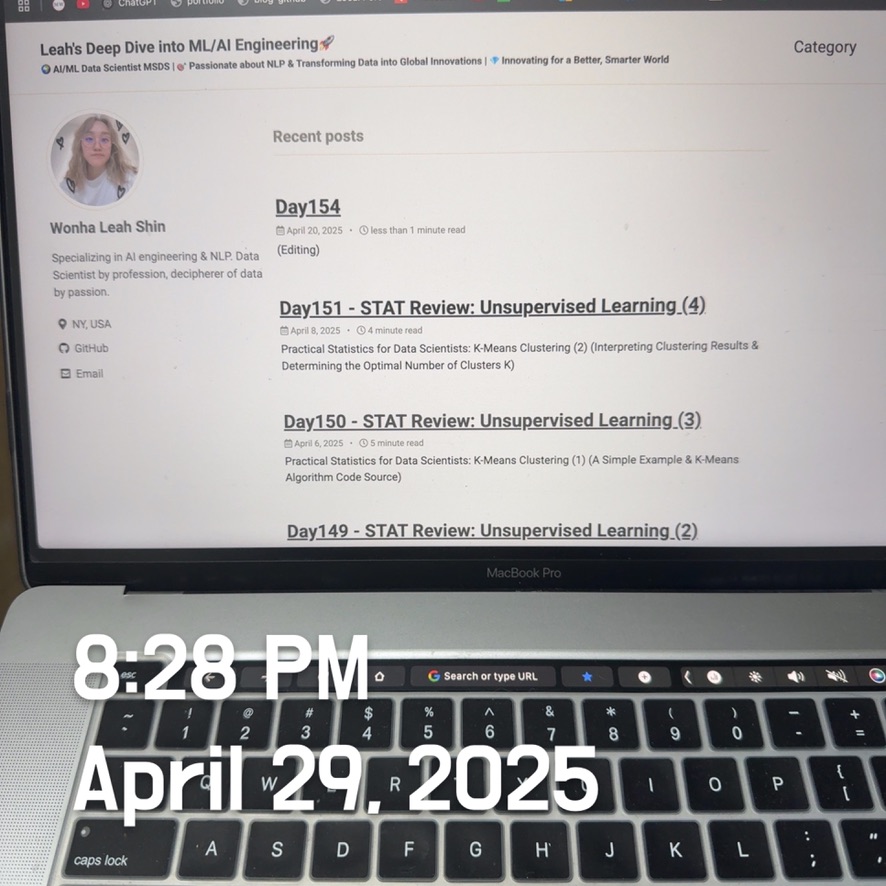 ChatGPT portfolio
Leah's Deep Dive into ML/AI Engineering🚀
AI/ML Data Scientist MSDS | 🎯 Passionate about NLP & Transforming Data into Global Innovations | 💎 Innovating for a Better, Smarter World
Category
Wonha Leah Shin
Specializing in AI engineering & NLP. Data
Scientist by profession, decipherer of data
by passion.
NY, USA
GitHub
Email
Recent posts
Day154
April 20, 2025 • less than 1 minute read
(Editing)
Day151 - STAT Review: Unsupervised Learning (4)
April 8, 2025 • 4 minute read
Practical Statistics for Data Scientists: K-Means Clustering (2) (Interpreting Clustering Results &
Determining the Optimal Number of Clusters K)
Day150 - STAT Review: Unsupervised Learning (3)
April 6, 2025 • 5 minute read
Practical Statistics for Data Scientists: K-Means Clustering (1) (A Simple Example & K-Means
Algorithm Code Source)
Day149 - STAT Review: Unsupervised Learning (2)
MacBook Pro
8:28 PM
April 29, 2025
esc
Search or type URL
~ ! @ # $ % ^ & * ( ) – +
` 1 2 3 4 5 6 7 8 9 0 - =
Q W R I O P { [
caps lock A S D F G H J K L : ; " '